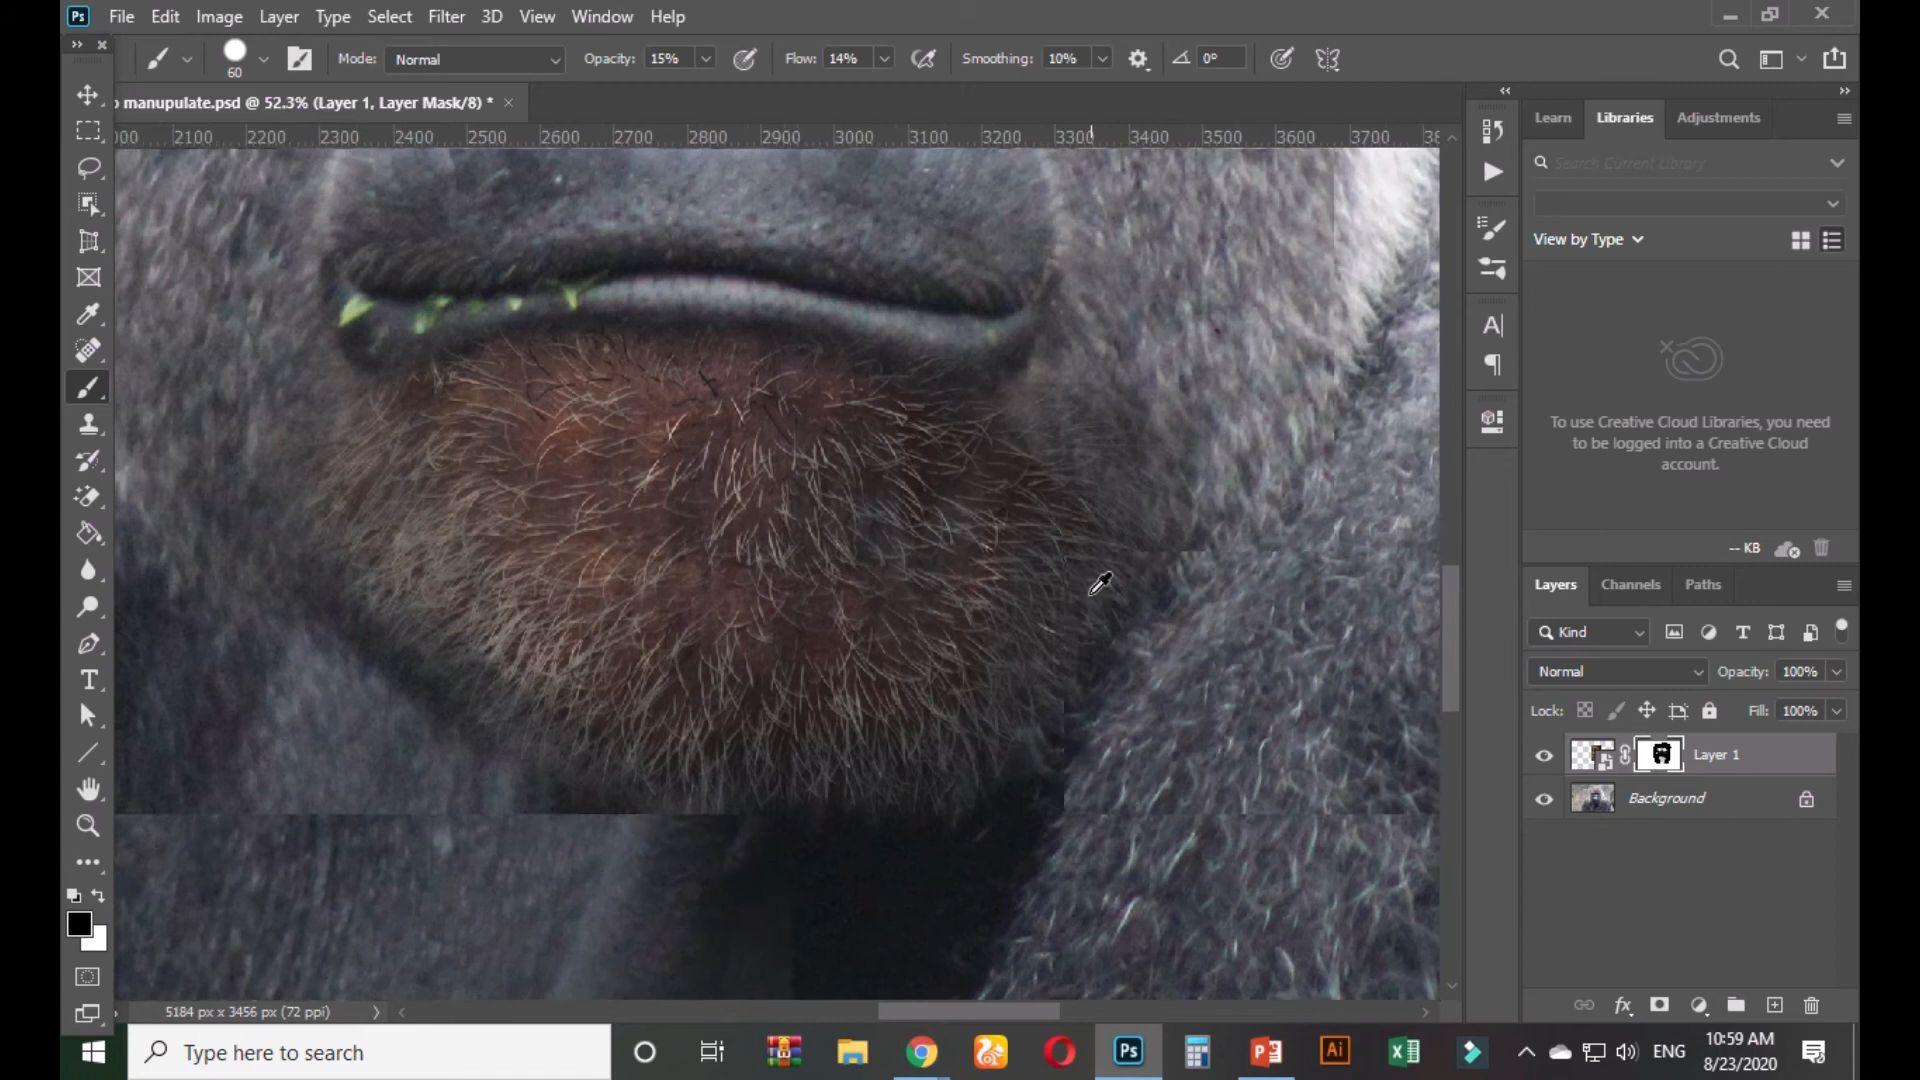 Ps File Edit Image Layer Type Select Filter 3D View Window Help
60 Mode: Normal Opacity: 15% Flow: 14% Smoothing: 10% 0°
manupulate.psd @ 52.3% (Layer 1, Layer Mask/8) * ×
2100 2200 2300 2400 2500 2600 2700 2800 2900 3000 3100 3200 3300 3400 3500 3600 3700
Learn Libraries Adjustments
Search Current Library
View by Type
To use Creative Cloud Libraries, you need
to be logged into a Creative Cloud
account.
-- KB
Layers Channels Paths
Kind
Normal Opacity: 100%
Lock: Fill: 100%
Layer 1
Background
5184 px x 3456 px (72 ppi)
Type here to search
Ps
Ai
ENG
10:59 AM
8/23/2020